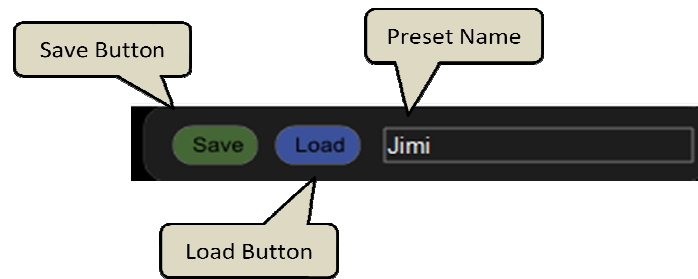 Save Button
Preset Name
Save
Load
Jimi
Load Button